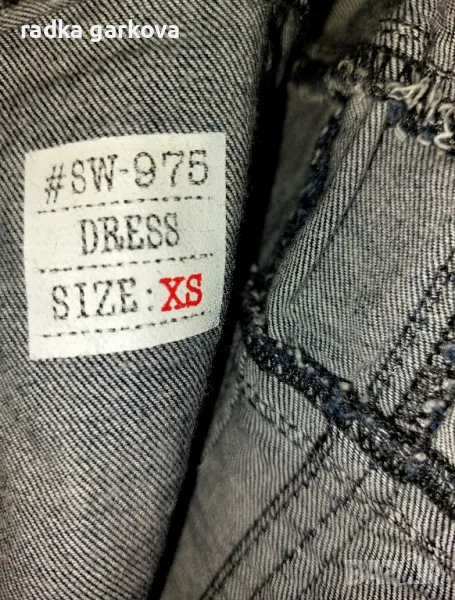 radka garkova
#SW-975
DRESS
SIZE: XS